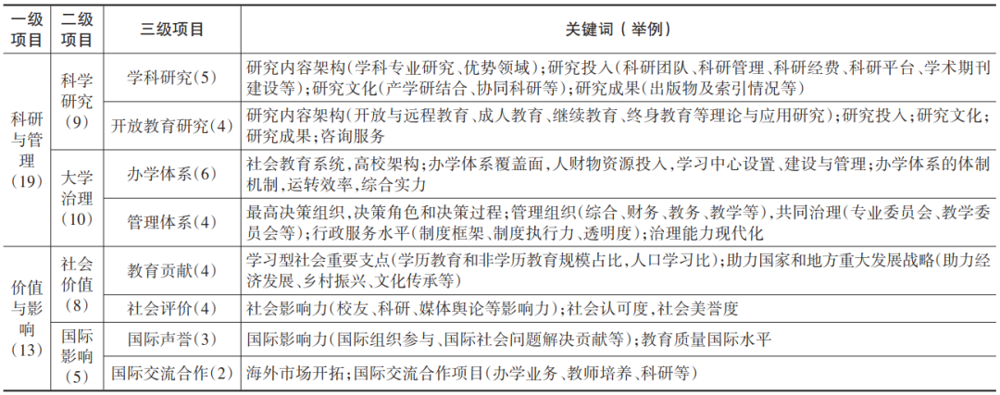 一级项目 二级项目 三级项目 关键词(举例)
科研与管理(19) 科学研究(9) 学科研究(5) 研究内容架构(学科专业研究、优势领域);研究投入(科研团队、科研管理、科研经费、科研平台、学术期刊
建设等);研究文化(产学研结合、协同科研等);研究成果(出版物及索引情况等)
开放教育研究(4) 研究内容架构(开放与远程教育、成人教育、继续教育、终身教育等理论与应用研究);研究投入;研究文化;
研究成果;咨询服务
大学治理(10) 办学体系(6) 社会教育系统,高校架构;办学体系覆盖面,人财物资源投入,学习中心设置、建设与管理;办学体系的体制
机制,运转效率,综合实力
管理体系(4) 最高决策组织,决策角色和决策过程;管理组织(综合、财务、教务、教学等),共同治理(专业委员会、教学委
员会等);行政服务水平(制度框架、制度执行力、透明度);治理能力现代化
价值与影响(13) 社会价值(8) 教育贡献(4) 学习型社会重要支点(学历教育和非学历教育规模占比,人口学习比);助力国家和地方重大发展战略(助力经
济发展、乡村振兴、文化传承等)
社会评价(4) 社会影响力(校友、科研、媒体舆论等影响力);社会认可度,社会美誉度
国际影响(5) 国际声誉(3) 国际影响力(国际组织参与、国际社会问题解决贡献等);教育质量国际水平
国际交流合作(2) 海外市场开拓;国际交流合作项目(办学业务、教师培养、科研等)